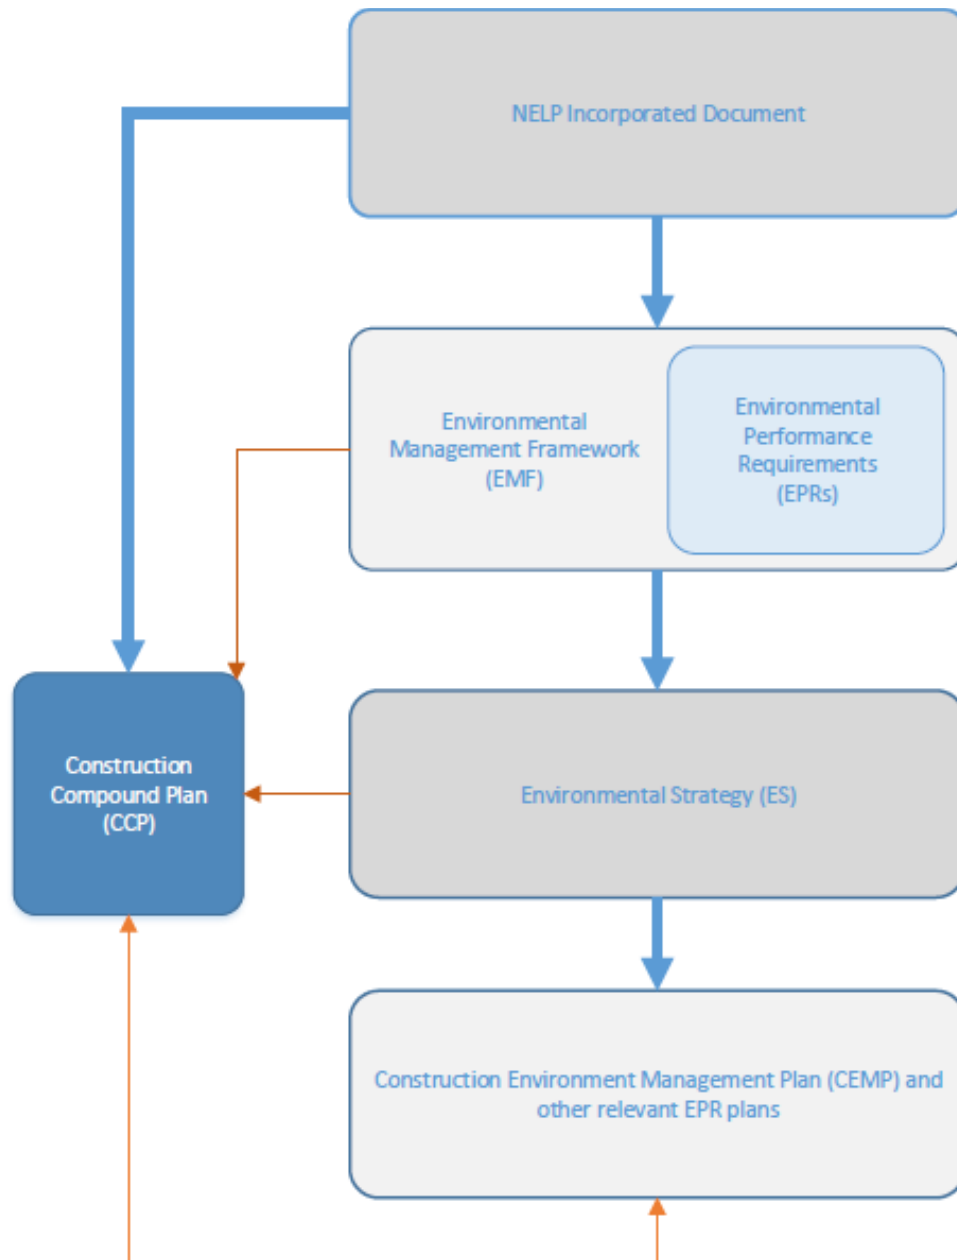 NELP Incorporated Document
Environmental
Management Framework
(EMF)
Environmental
Performance
Requirements
(EPRs)
Construction
Compound Plan
(CCP)
Environmental Strategy (ES)
Construction Environment Management Plan (CEMP) and
other relevant EPR plans